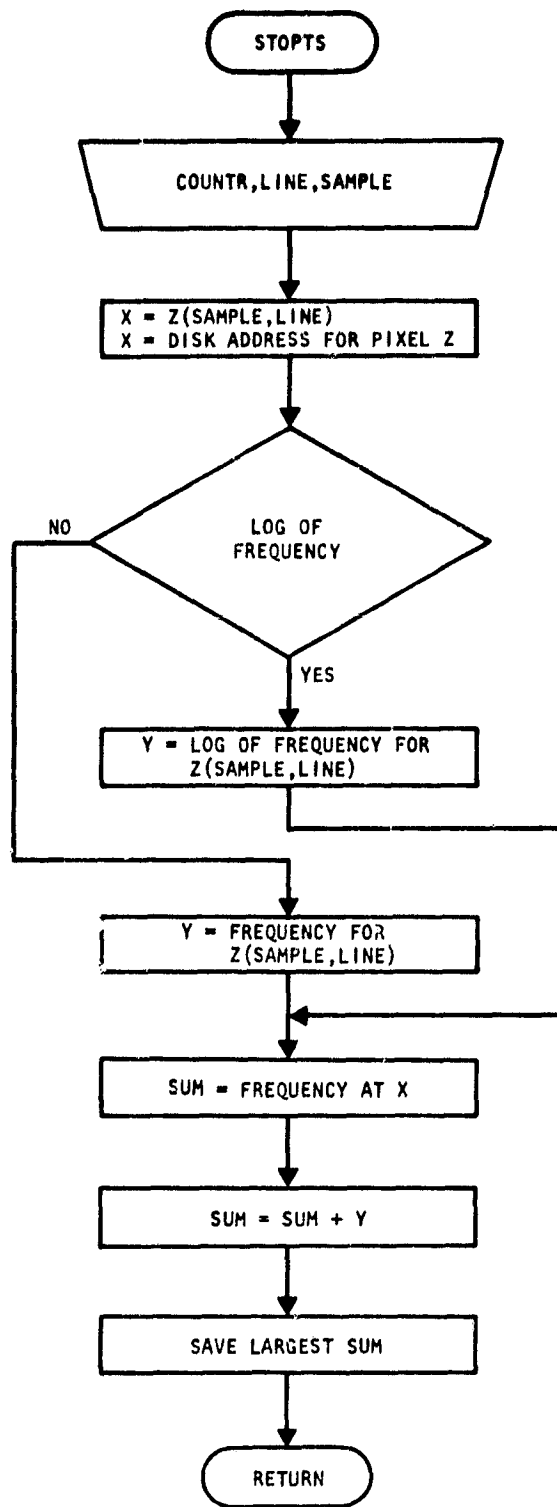 STOPTS
COUNTR,LINE,SAMPLE
X = Z(SAMPLE,LINE)
X = DISK ADDRESS FOR PIXEL Z
NO
LOG OF
FREQUENCY
YES
Y = LOG OF FREQUENCY FOR
Z(SAMPLE,LINE)
Y = FREQUENCY FOR
Z(SAMPLE,LINE)
SUM = FREQUENCY AT X
SUM = SUM + Y
SAVE LARGEST SUM
RETURN